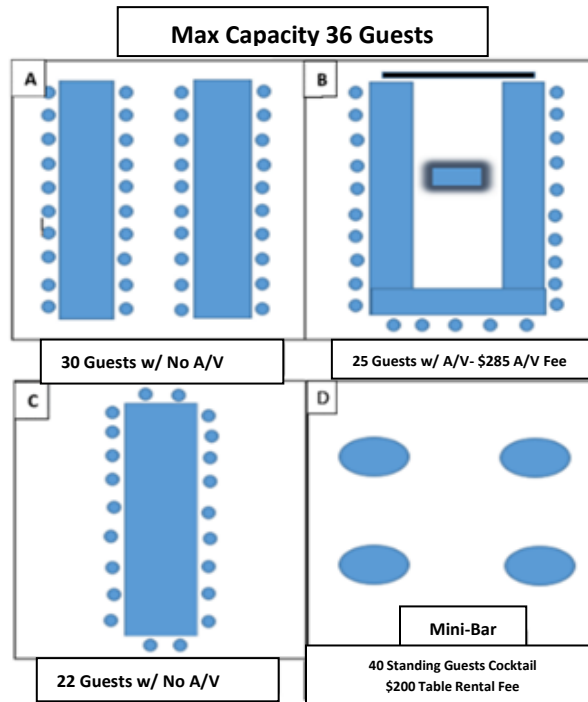 Max Capacity 36 Guests
A
B
30 Guests w/ No A/V
25 Guests w/ A/V- $285 A/V Fee
C
D
Mini-Bar
22 Guests w/ No A/V
40 Standing Guests Cocktail
$200 Table Rental Fee